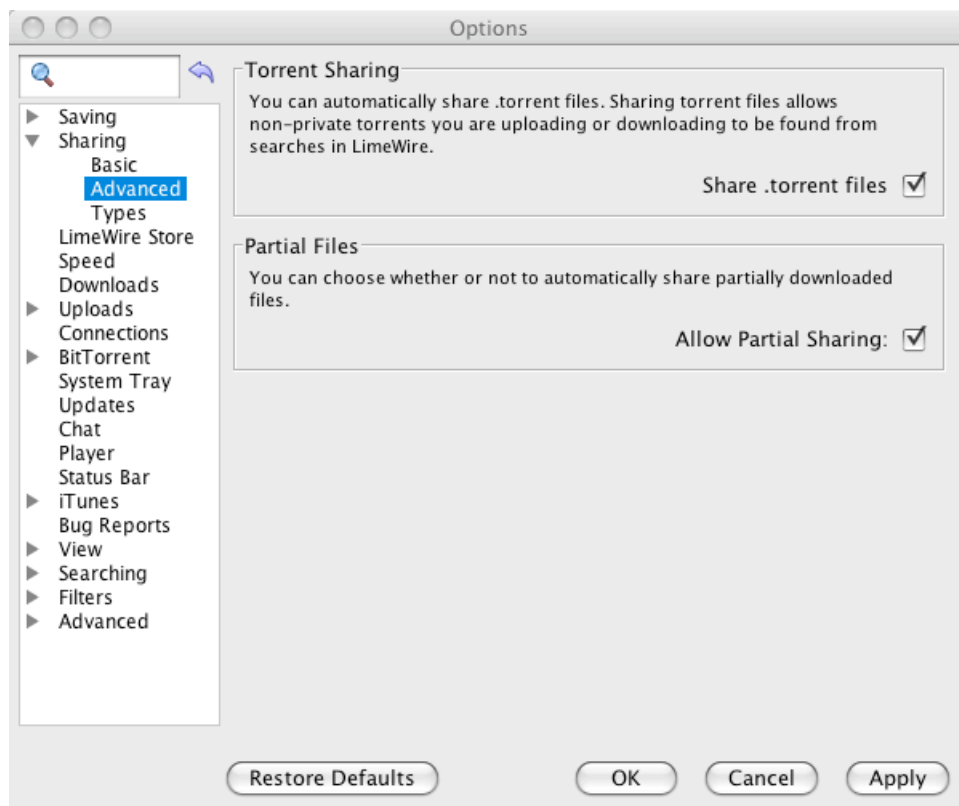 Options
Saving
Sharing
Basic
Advanced
Types
LimeWire Store
Speed
Downloads
Uploads
Connections
BitTorrent
System Tray
Updates
Chat
Player
Status Bar
iTunes
Bug Reports
View
Searching
Filters
Advanced
Torrent Sharing
You can automatically share .torrent files. Sharing torrent files allows
non-private torrents you are uploading or downloading to be found from
searches in LimeWire.
Share .torrent files
Partial Files
You can choose whether or not to automatically share partially downloaded
files.
Allow Partial Sharing:
Restore Defaults
OK
Cancel
Apply